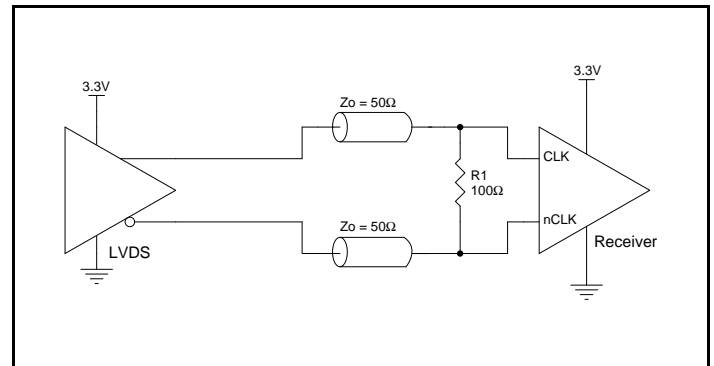 3.3V
3.3V
Zo = 50Ω
CLK
R1
100Ω
nCLK
Zo = 50Ω
LVDS
Receiver